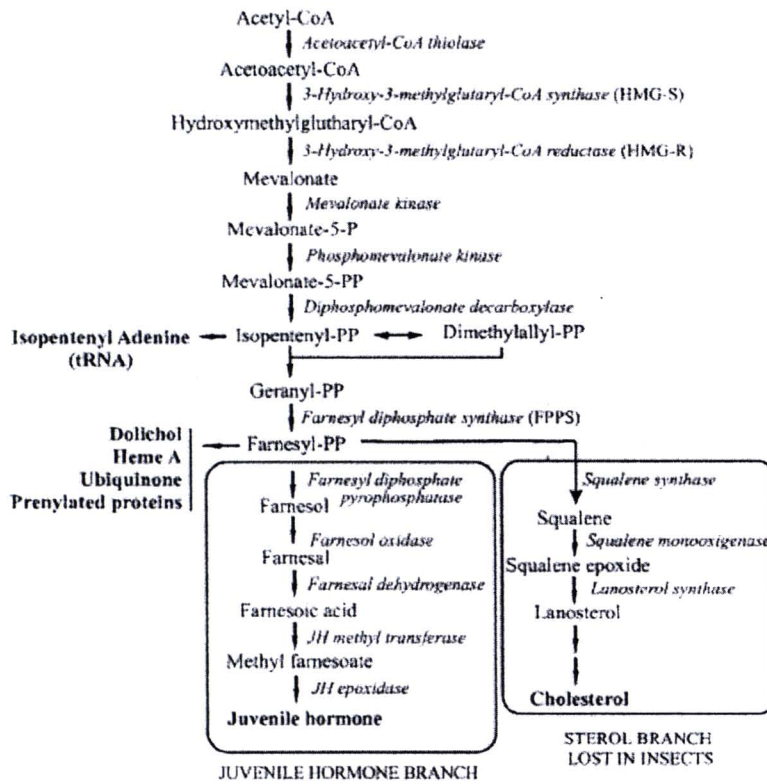 Acetyl-CoA
Acetoacetyl-CoA thiolase
Acetoacetyl-CoA
3-Hydroxy-3-methylglutaryl-CoA synthase (HMG-S)
Hydroxymethylglutharyl-CoA
3-Hydroxy-3-methylglutaryl-CoA reductase (HMG-R)
Mevalonate
Mevalonate kinase
Mevalonate-5-P
Phosphomevalonate kinase
Mevalonate-5-PP
Diphosphomevalonate decarboxylase
Isopentenyl Adenine
(tRNA)
Isopentenyl-PP
Dimethylallyl-PP
Geranyl-PP
Farnesyl diphosphate synthase (FPPS)
Dolichol
Heme A
Ubiquinone
Prenylated proteins
Farnesyl-PP
Farnesyl diphosphate
pyrophosphatase
Farnesol
Farnesol oxidase
Farnesal
Farnesal dehydrogenase
Farnesoic acid
JH methyl transferase
Methyl farnesoate
JH epoxidase
Juvenile hormone
JUVENILE HORMONE BRANCH
Squalene synthase
Squalene
Squalene monooxigenase
Squalene epoxide
Lanosterol synthase
Lanosterol
Cholesterol
STEROL BRANCH
LOST IN INSECTS